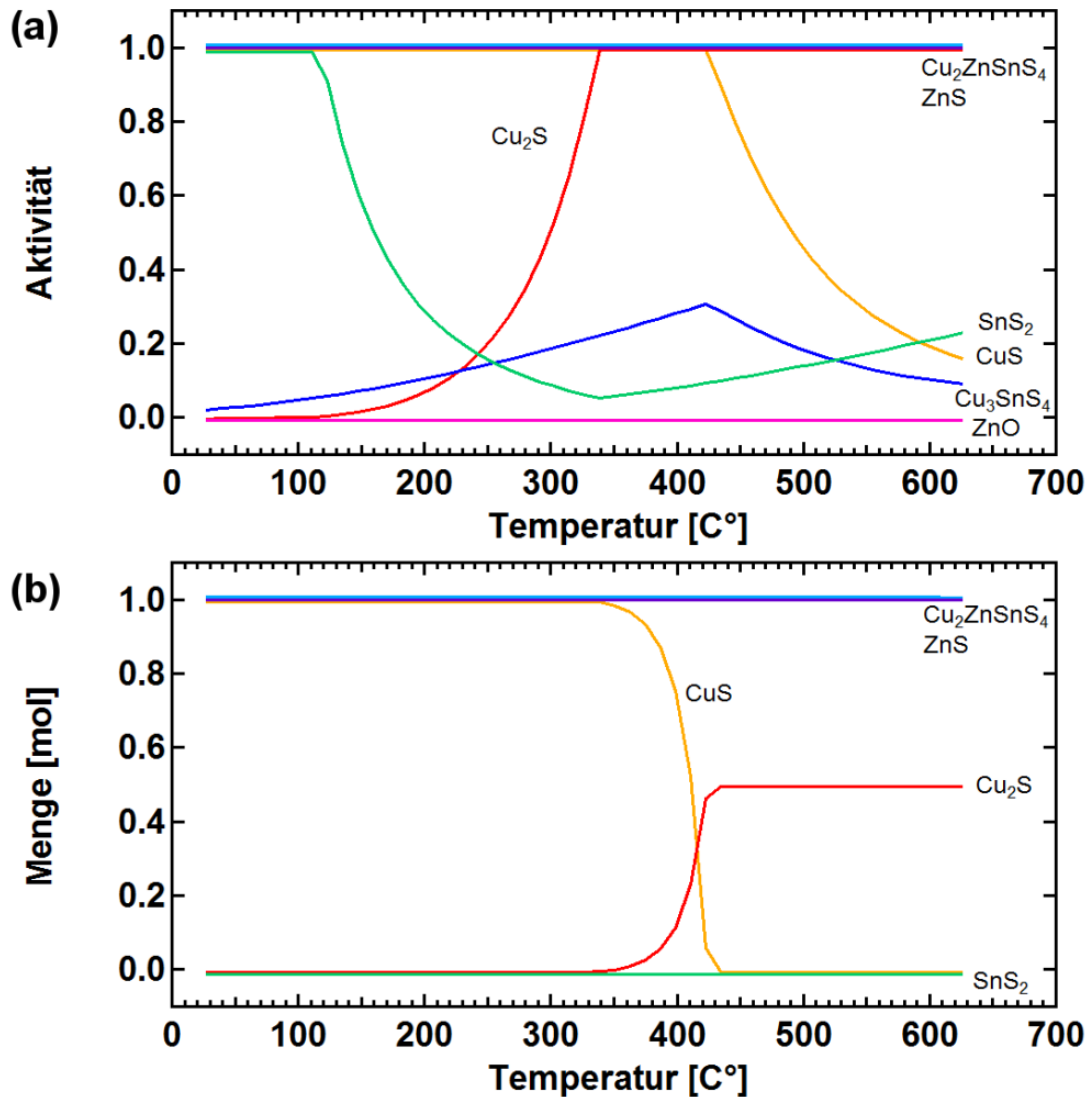 (a)
1.0
0.8
0.6
0.4
0.2
0.0
Aktivität
Cu₂S
Cu₂ZnSnS₄
ZnS
SnS₂
CuS
Cu₃SnS₄
ZnO
0 100 200 300 400 500 600 700
Temperatur [C°]
(b)
1.0
0.8
0.6
0.4
0.2
0.0
Menge [mol]
Cu₂ZnSnS₄
ZnS
CuS
Cu₂S
SnS₂
0 100 200 300 400 500 600 700
Temperatur [C°]